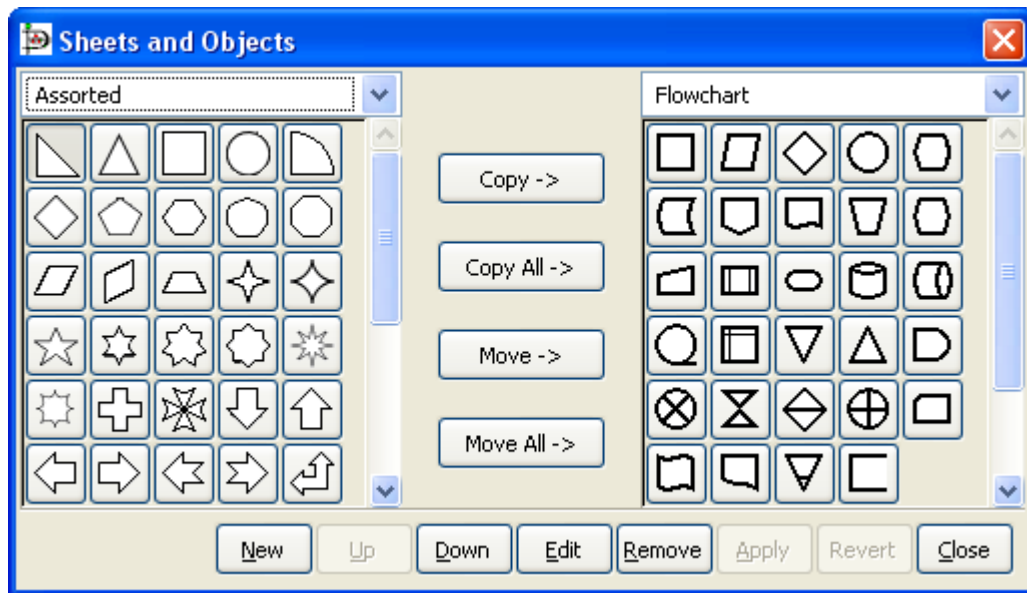 Sheets and Objects
Assorted
Flowchart
Copy ->
Copy All ->
Move ->
Move All ->
New Up Down Edit Remove Apply Revert Close